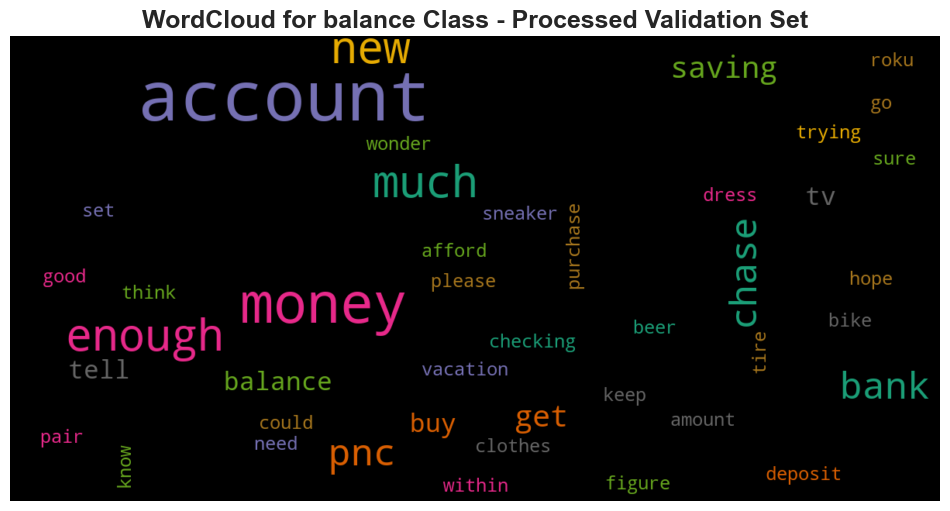 WordCloud for balance Class - Processed Validation Set
new
saving
roku
account
go
trying
wonder
sure
much
dress
tv
set
sneaker
purchase
afford
chase
good
please
hope
think
money
bike
enough
beer
checking
tire
tell
vacation
balance
bank
keep
could
buy
get
amount
pair
need
clothes
pnc
know
deposit
within
figure